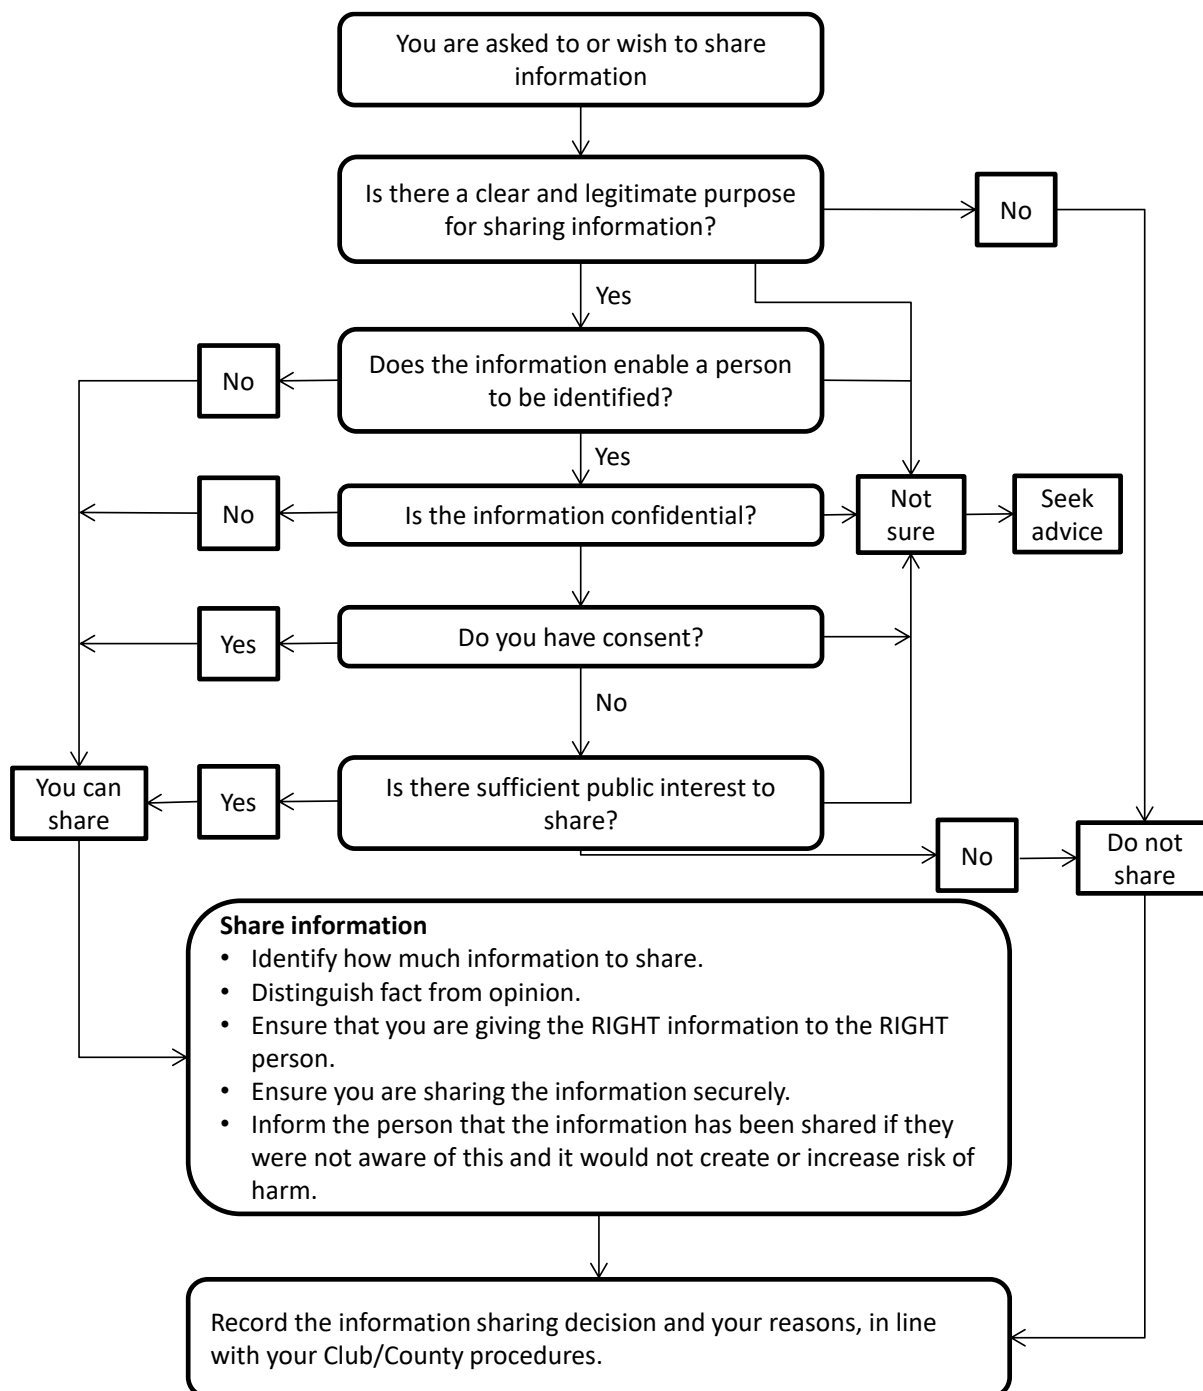 You are asked to or wish to share
information
Is there a clear and legitimate purpose
for sharing information?
No
Yes
Does the information enable a person
to be identified?
No
Yes
Is the information confidential?
No
Not
sure
Seek
advice
Do you have consent?
Yes
No
Is there sufficient public interest to
share?
Yes
You can
share
No
Do not
share
Share information
• Identify how much information to share.
• Distinguish fact from opinion.
• Ensure that you are giving the RIGHT information to the RIGHT
person.
• Ensure you are sharing the information securely.
• Inform the person that the information has been shared if they
were not aware of this and it would not create or increase risk of
harm.
Record the information sharing decision and your reasons, in line
with your Club/County procedures.